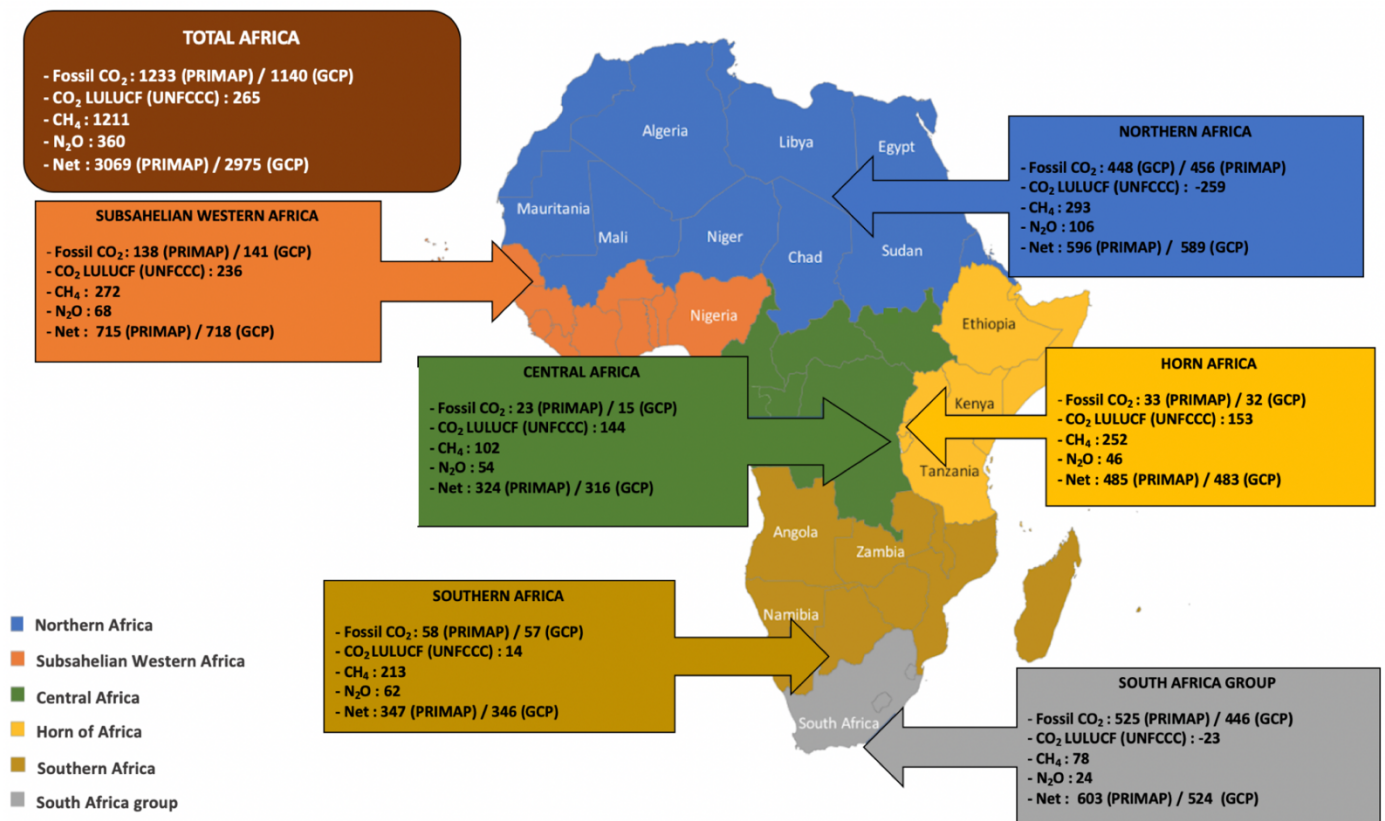 TOTAL AFRICA
- Fossil CO₂ : 1233 (PRIMAP) / 1140 (GCP)
- CO₂ LULUCF (UNFCCC) : 265
- CH₄ : 1211
- N₂O : 360
- Net : 3069 (PRIMAP) / 2975 (GCP)
SUBSAHELIAN WESTERN AFRICA
- Fossil CO₂ : 138 (PRIMAP) / 141 (GCP)
- CO₂ LULUCF (UNFCCC) : 236
- CH₄ : 272
- N₂O : 68
- Net : 715 (PRIMAP) / 718 (GCP)
NORTHERN AFRICA
- Fossil CO₂ : 448 (GCP) / 456 (PRIMAP)
- CO₂ LULUCF (UNFCCC) : -259
- CH₄ : 293
- N₂O : 106
- Net : 596 (PRIMAP) / 589 (GCP)
Algeria
Libya
Egypt
Mauritania
Mali
Niger
Chad
Sudan
Nigeria
Ethiopia
Kenya
Tanzania
Angola
Zambia
Namibia
South Africa
CENTRAL AFRICA
- Fossil CO₂ : 23 (PRIMAP) / 15 (GCP)
- CO₂ LULUCF (UNFCCC) : 144
- CH₄ : 102
- N₂O : 54
- Net : 324 (PRIMAP) / 316 (GCP)
HORN AFRICA
- Fossil CO₂ : 33 (PRIMAP) / 32 (GCP)
- CO₂ LULUCF (UNFCCC) : 153
- CH₄ : 252
- N₂O : 46
- Net : 485 (PRIMAP) / 483 (GCP)
SOUTHERN AFRICA
- Fossil CO₂ : 58 (PRIMAP) / 57 (GCP)
- CO₂ LULUCF (UNFCCC) : 14
- CH₄ : 213
- N₂O : 62
- Net : 347 (PRIMAP) / 346 (GCP)
SOUTH AFRICA GROUP
- Fossil CO₂ : 525 (PRIMAP) / 446 (GCP)
- CO₂ LULUCF (UNFCCC) : -23
- CH₄ : 78
- N₂O : 24
- Net : 603 (PRIMAP) / 524 (GCP)
Northern Africa
Subsahelian Western Africa
Central Africa
Horn of Africa
Southern Africa
South Africa group